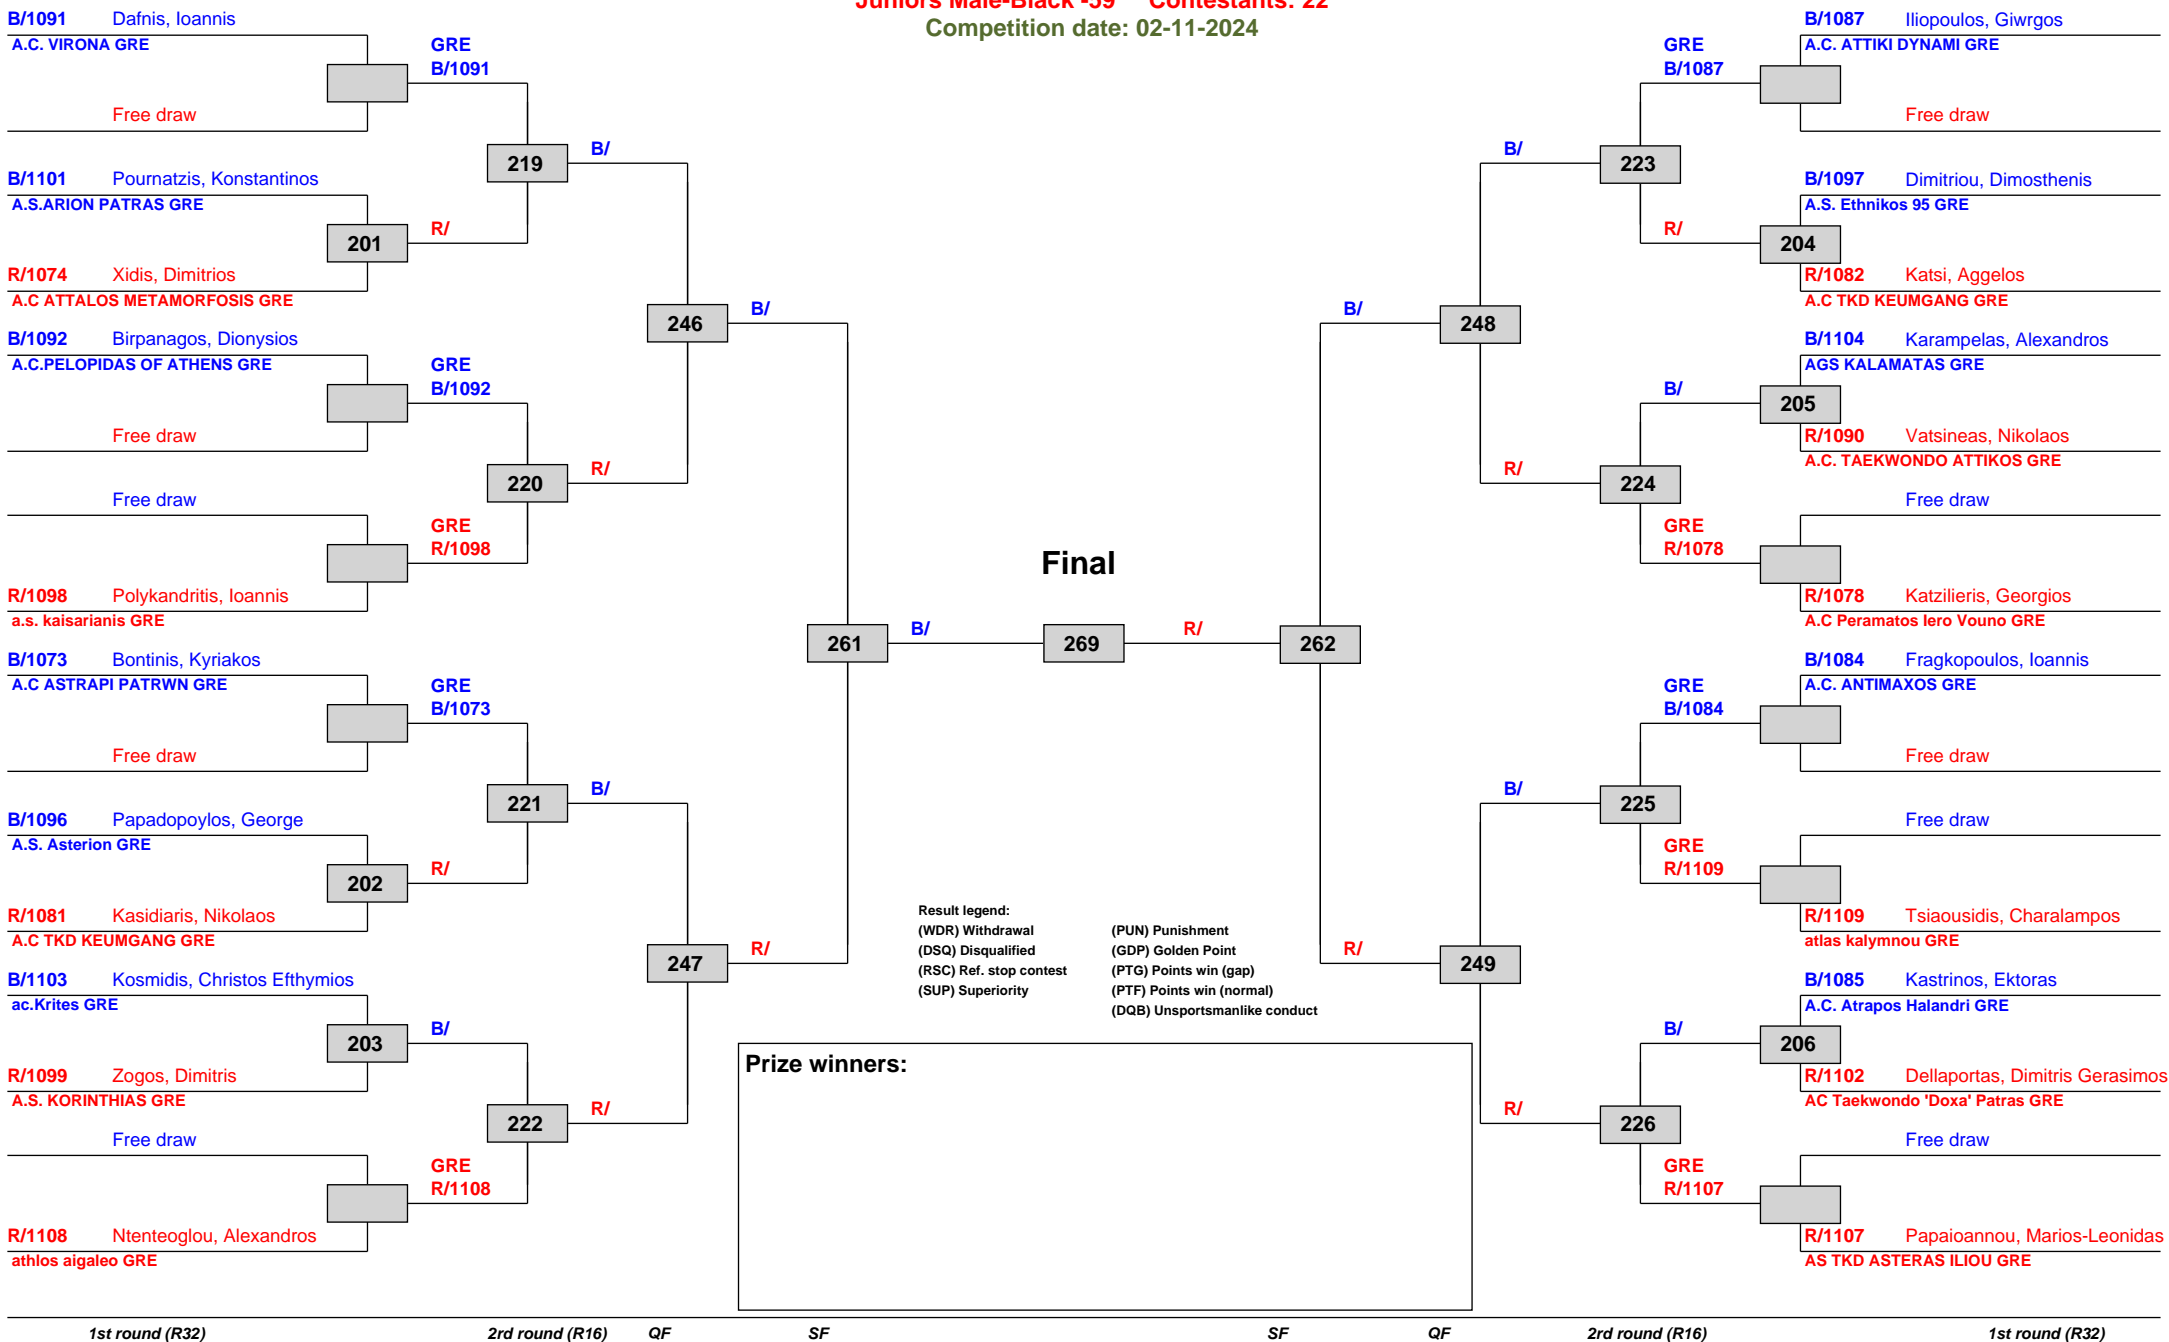 Juniors Male-Black -59 Contestants: 22
Competition date: 02-11-2024
B/1091 Dafnis, Ioannis
A.C. VIRONA GRE
GRE
B/1091
Free draw
219
B/
B/1101 Pournatzis, Konstantinos
A.S.ARION PATRAS GRE
201
R/
R/1074 Xidis, Dimitrios
A.C ATTALOS METAMORFOSIS GRE
246
B/
B/1092 Birpanagos, Dionysios
A.C.PELOPIDAS OF ATHENS GRE
GRE
B/1092
Free draw
220
R/
Free draw
GRE
R/1098
R/1098 Polykandritis, Ioannis
a.s. kaisarianis GRE
261
B/
B/1073 Bontinis, Kyriakos
A.C ASTRAPI PATRWN GRE
GRE
B/1073
Free draw
221
B/
B/1096 Papadopoylos, George
A.S. Asterion GRE
202
R/
R/1081 Kasidiaris, Nikolaos
A.C TKD KEUMGANG GRE
247
R/
B/1103 Kosmidis, Christos Efthymios
ac.Krites GRE
203
B/
R/1099 Zogos, Dimitris
A.S. KORINTHIAS GRE
222
R/
Free draw
GRE
R/1108
R/1108 Ntenteoglou, Alexandros
athlos aigaleo GRE
Final
269
R/
262
B/1087 Iliopoulos, Giwrgos
A.C. ATTIKI DYNAMI GRE
GRE
B/1087
Free draw
B/
223
B/1097 Dimitriou, Dimosthenis
A.S. Ethnikos 95 GRE
R/
204
R/1082 Katsi, Aggelos
A.C TKD KEUMGANG GRE
B/
248
B/1104 Karampelas, Alexandros
AGS KALAMATAS GRE
B/
205
R/1090 Vatsineas, Nikolaos
A.C. TAEKWONDO ATTIKOS GRE
R/
224
Free draw
GRE
R/1078
R/1078 Katzilieris, Georgios
A.C Peramatos Iero Vouno GRE
B/1084 Fragkopoulos, Ioannis
A.C. ANTIMAXOS GRE
GRE
B/1084
Free draw
B/
225
Free draw
GRE
R/1109
R/1109 Tsiaousidis, Charalampos
atlas kalymnou GRE
R/
249
B/1085 Kastrinos, Ektoras
A.C. Atrapos Halandri GRE
B/
206
R/1102 Dellaportas, Dimitris Gerasimos
AC Taekwondo 'Doxa' Patras GRE
R/
226
Free draw
GRE
R/1107
R/1107 Papaioannou, Marios-Leonidas
AS TKD ASTERAS ILIOU GRE
Result legend:
(WDR) Withdrawal (PUN) Punishment
(DSQ) Disqualified (GDP) Golden Point
(RSC) Ref. stop contest (PTG) Points win (gap)
(SUP) Superiority (PTF) Points win (normal)
(DQB) Unsportsmanlike conduct
Prize winners:
1st round (R32) 2rd round (R16) QF SF SF QF 2rd round (R16) 1st round (R32)